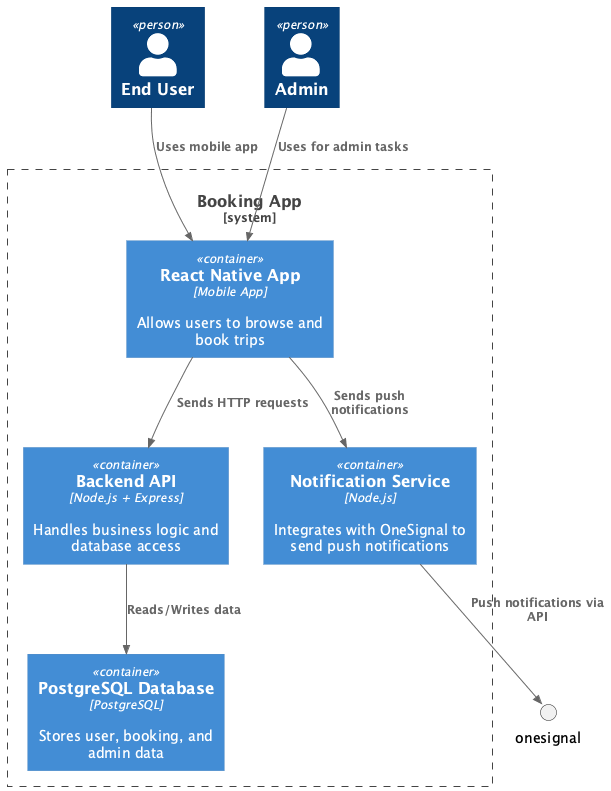 «person»
End User
«person»
Admin
Uses mobile app
Uses for admin tasks
Booking App
[system]
«container»
React Native App
[Mobile App]
Allows users to browse and
book trips
Sends HTTP requests
Sends push
notifications
«container»
Backend API
[Node.js + Express]
Handles business logic and
database access
«container»
Notification Service
[Node.js]
Integrates with OneSignal to
send push notifications
Reads/Writes data
Push notifications via
API
«container»
PostgreSQL Database
[PostgreSQL]
Stores user, booking, and
admin data
onesignal